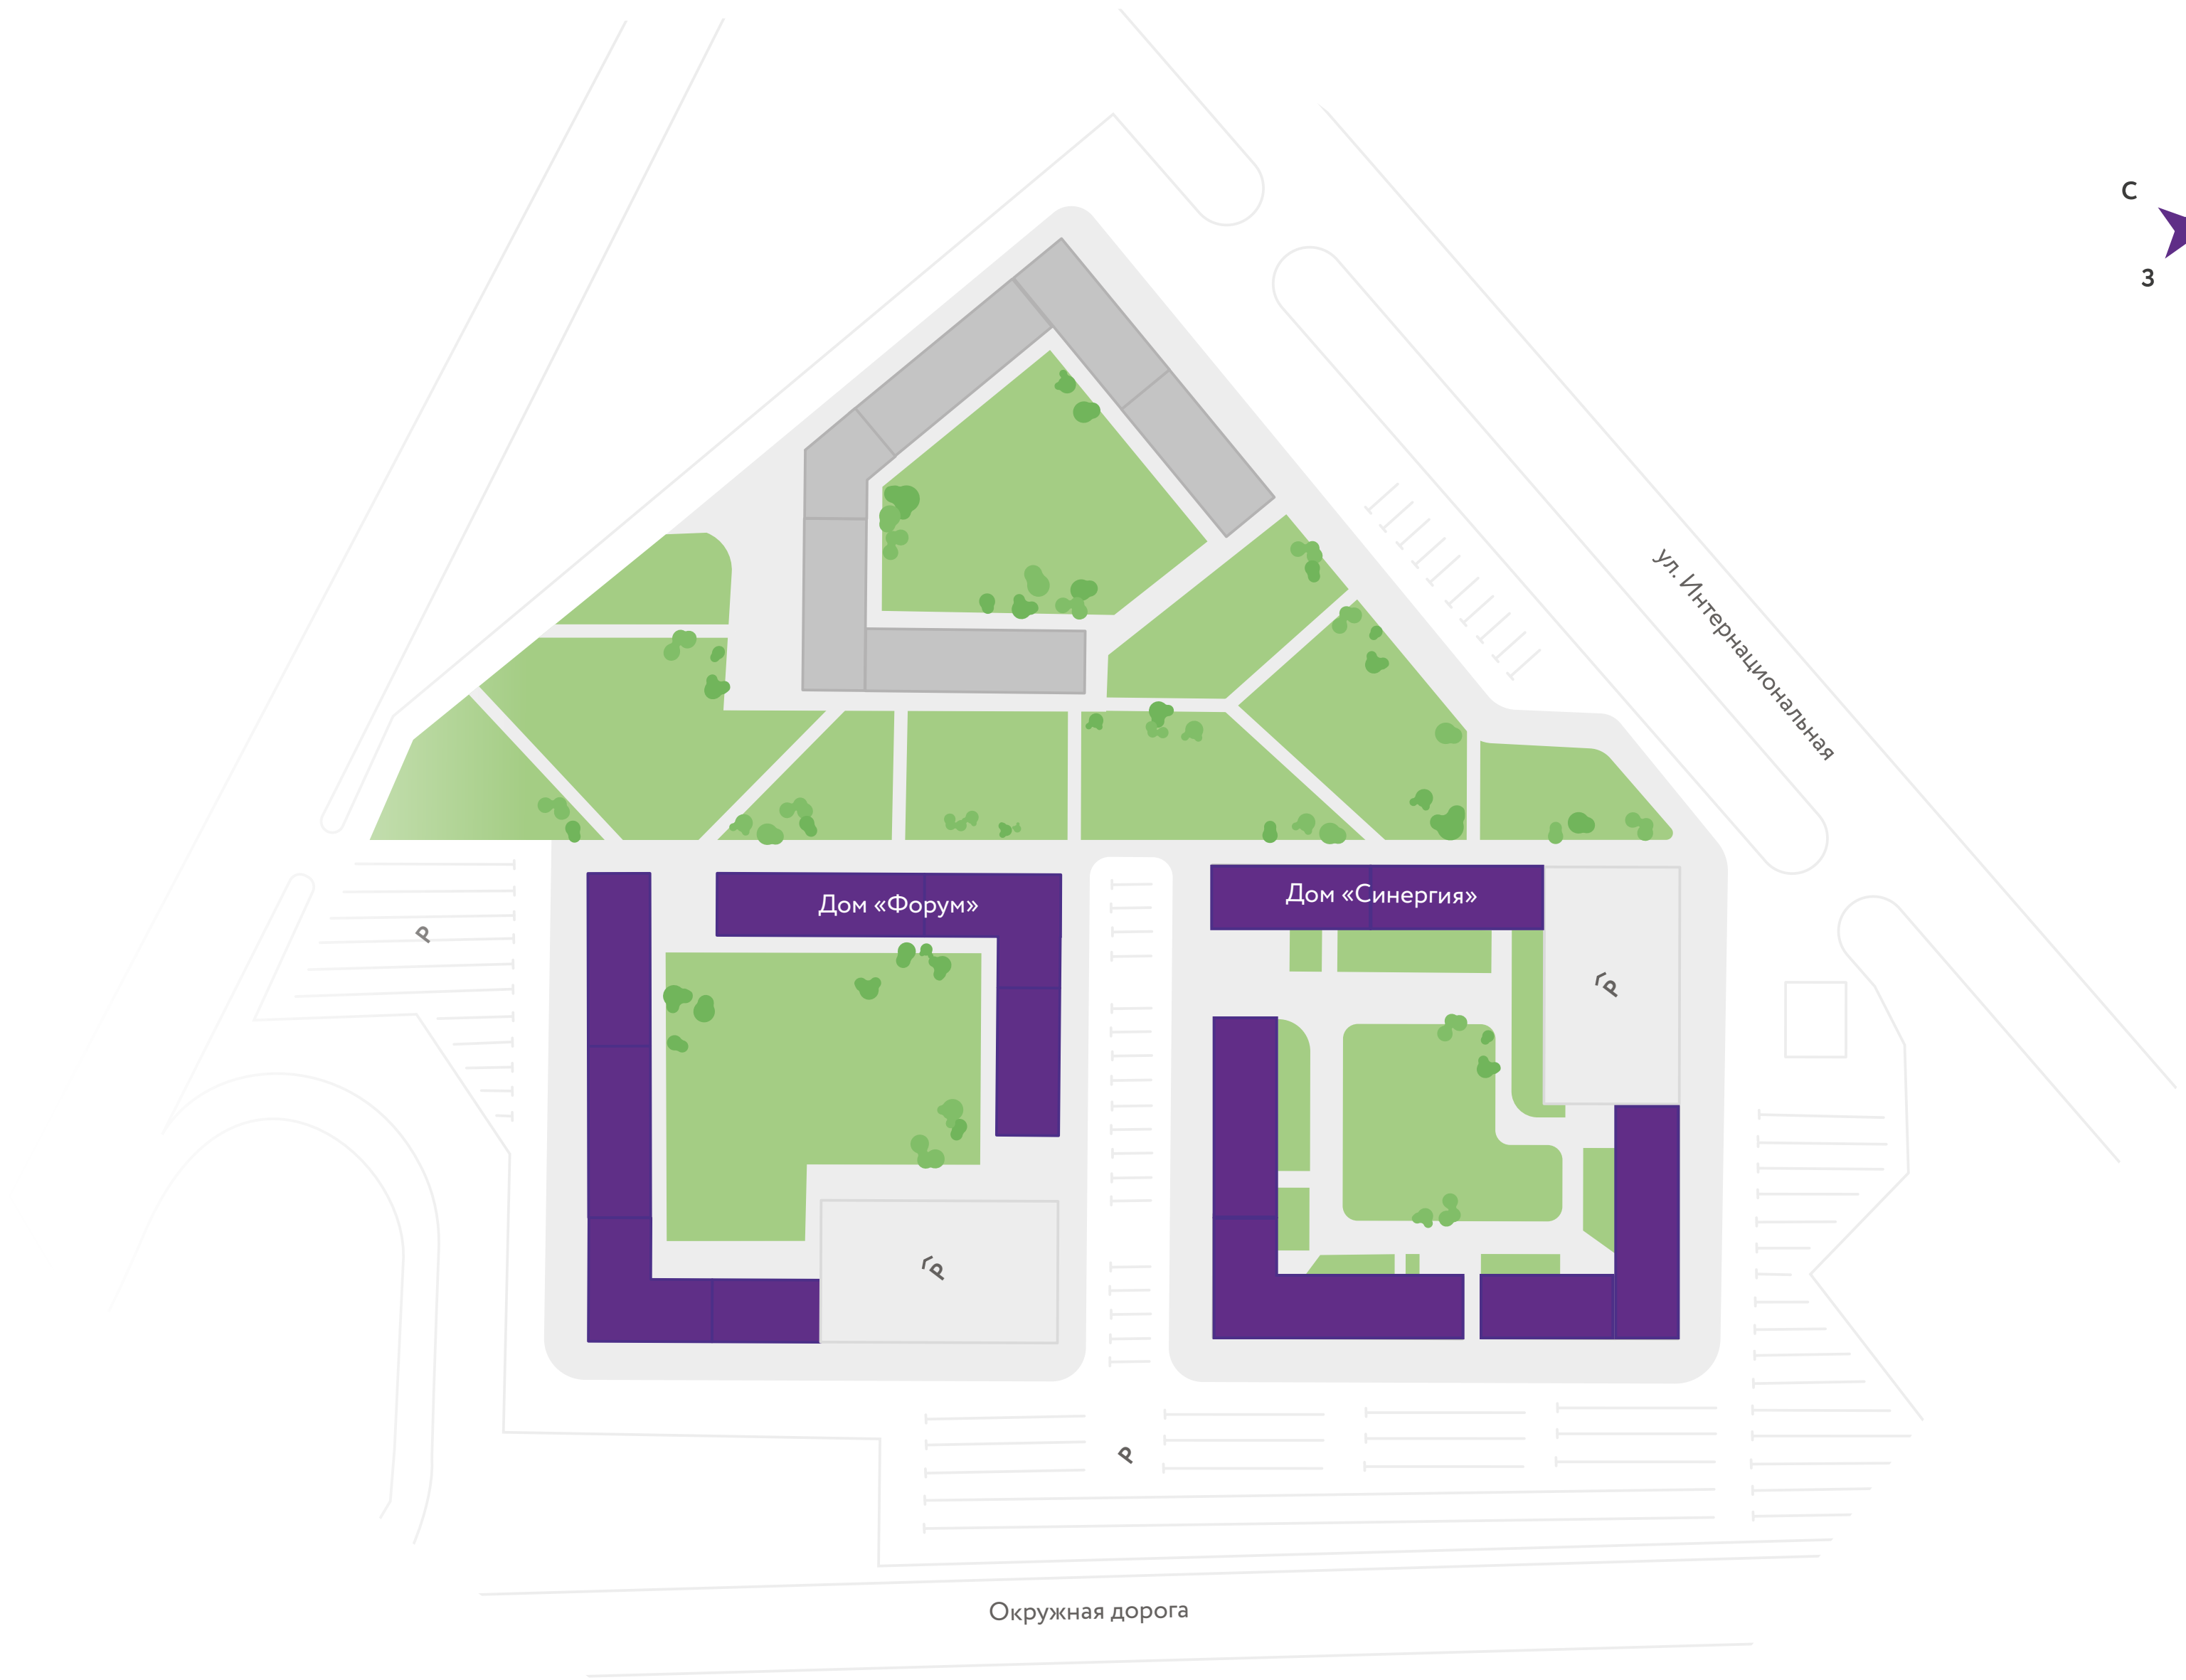 С
З
ул. Интернациональная
Дом «Форум»
Дом «Синергия»
P
P
P
P
Окружная дорога